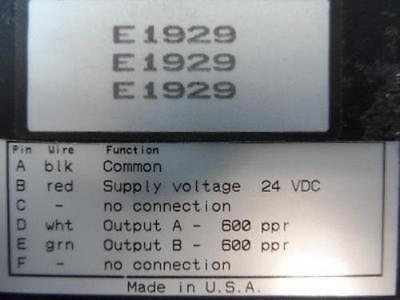 E1929
E1929
E1929
Pin Wire Function
A blk Common
B red Supply voltage 24 VDC
C - no connection
D wht Output A - 600 ppr
E grn Output B - 600 ppr
F - no connection
Made in U.S.A.